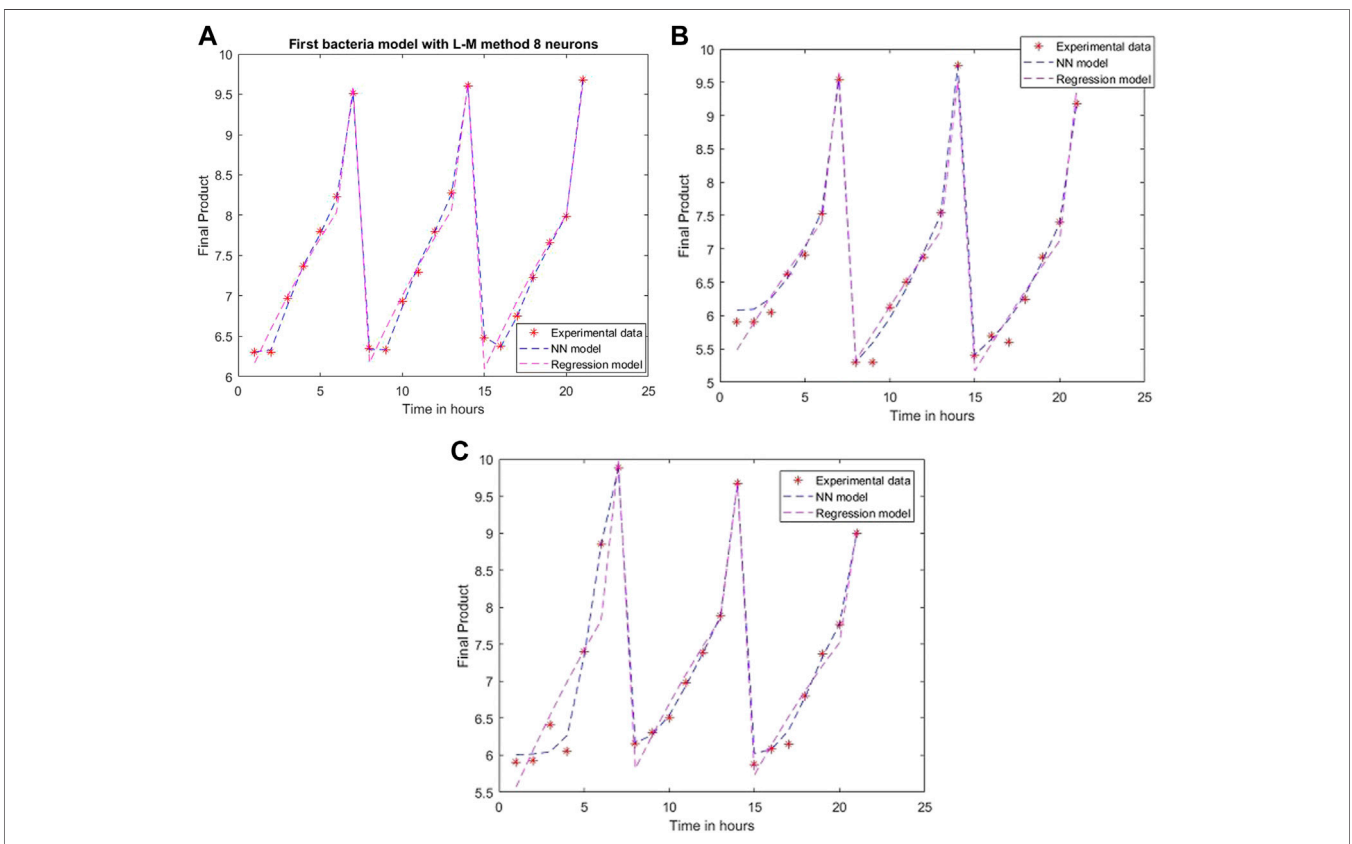 A
First bacteria model with L-M method 8 neurons
10
9.5
9
8.5
8
7.5
7
6.5
6
Final Product
Experimental data
NN model
Regression model
0 5 10 15 20 25
Time in hours
B
10
9.5
9
8.5
8
7.5
7
6.5
6
5.5
5
Final Product
Experimental data
NN model
Regression model
0 5 10 15 20 25
Time in hours
C
10
9.5
9
8.5
8
7.5
7
6.5
6
5.5
Final Product
Experimental data
NN model
Regression model
0 5 10 15 20 25
Time in hours